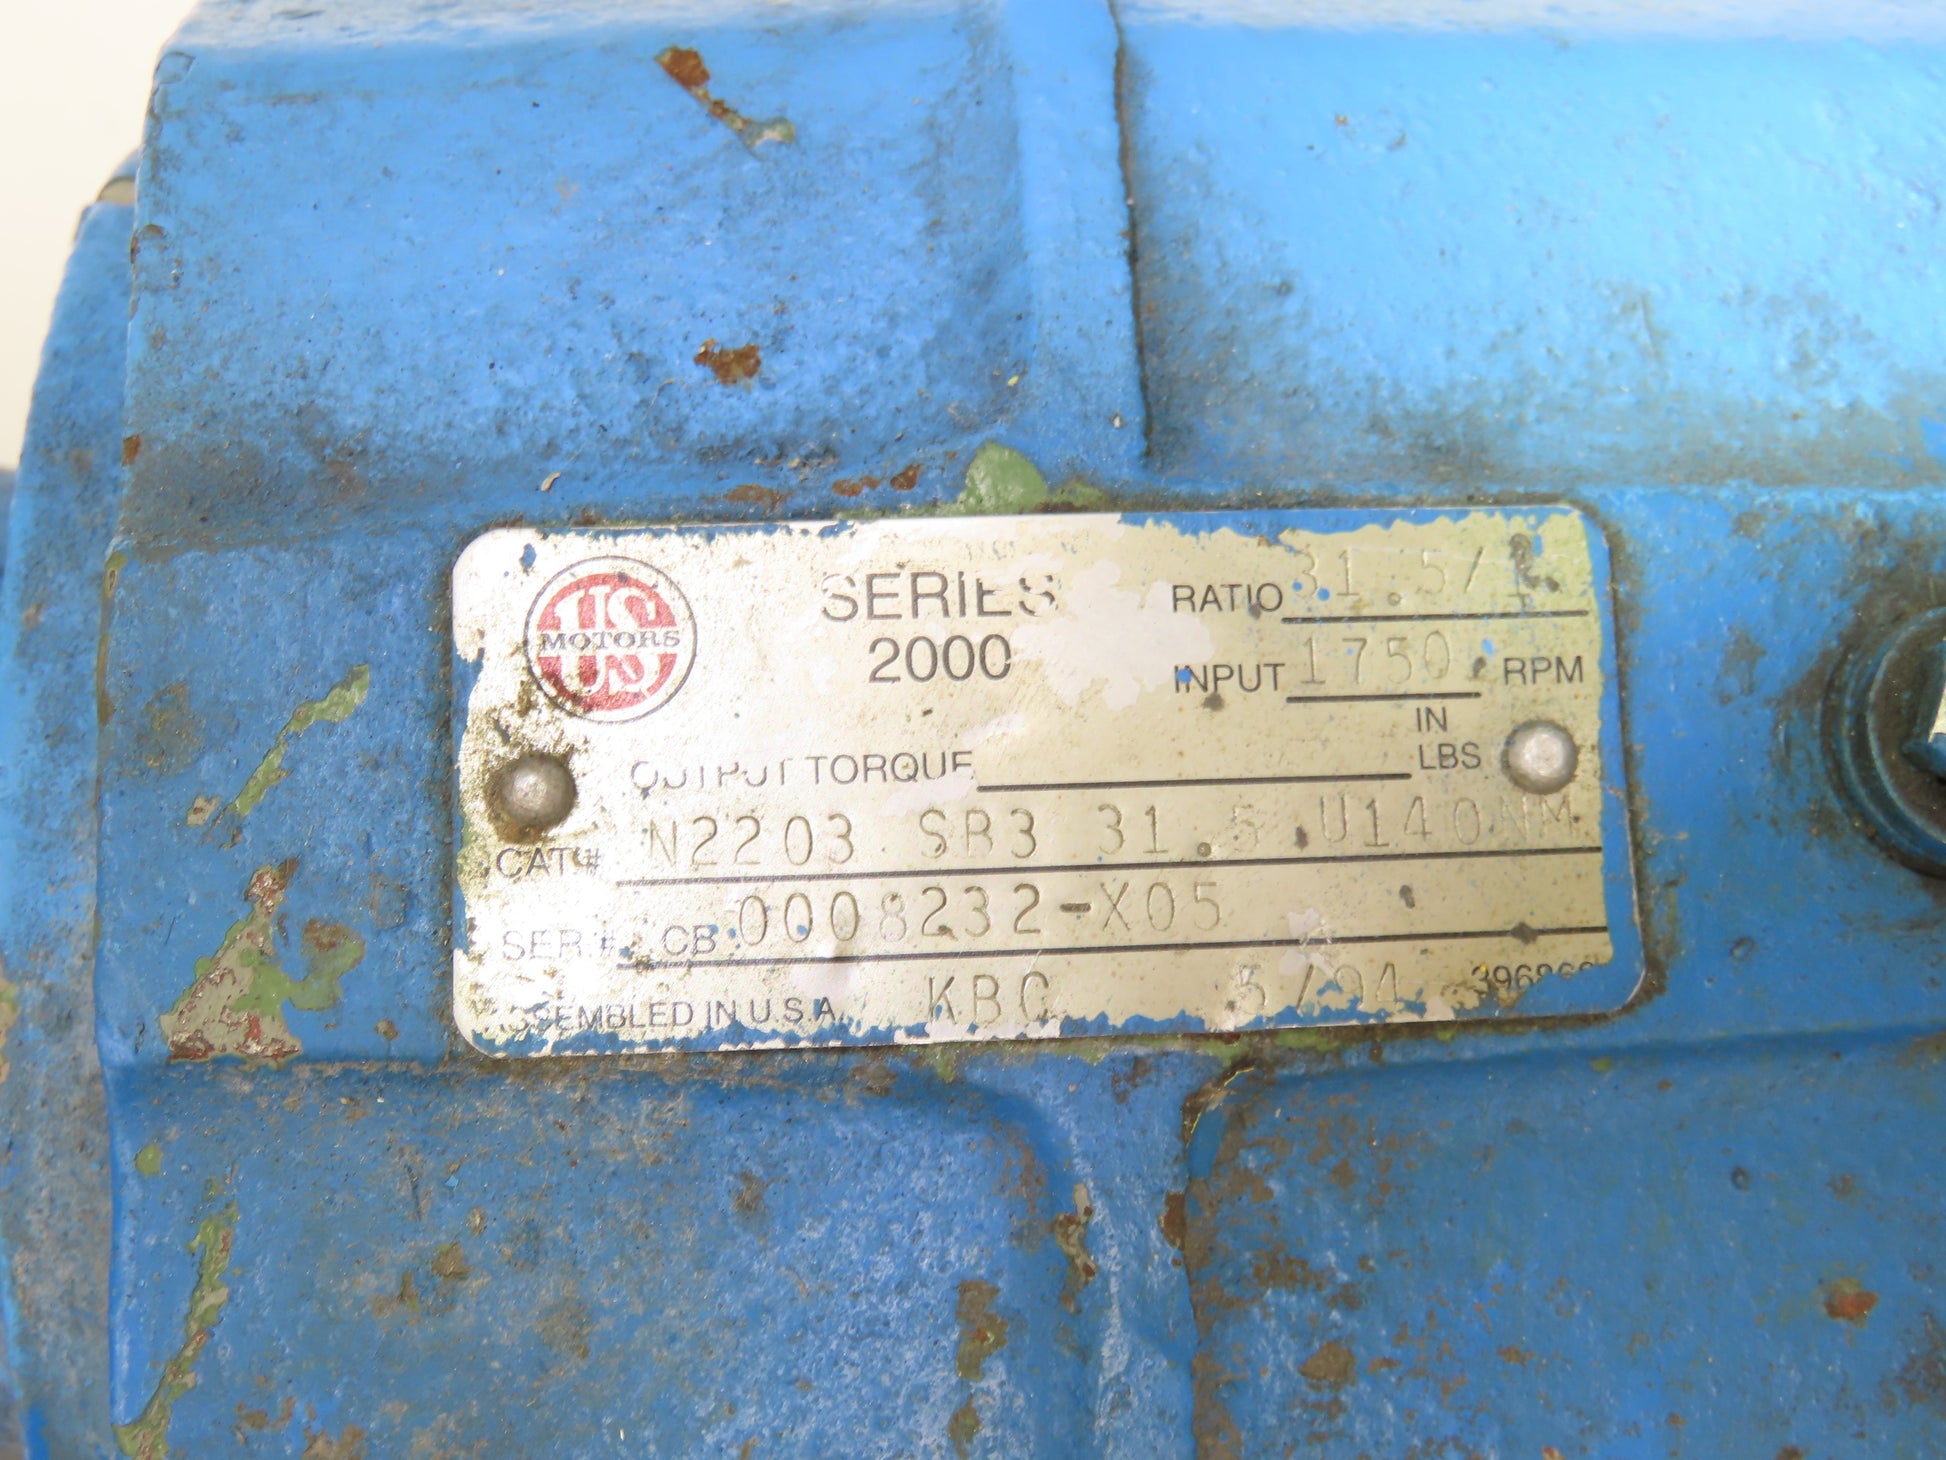 US
MOTORS
SERIES
2000
RATIO 31.5/1
INPUT 1750 RPM
OUTPUT TORQUE IN
LBS
CAT# N2203 SB3 31.5 U140NM
SER# CB 0008232-X05
ASSEMBLED IN U.S.A. KBC 5/94